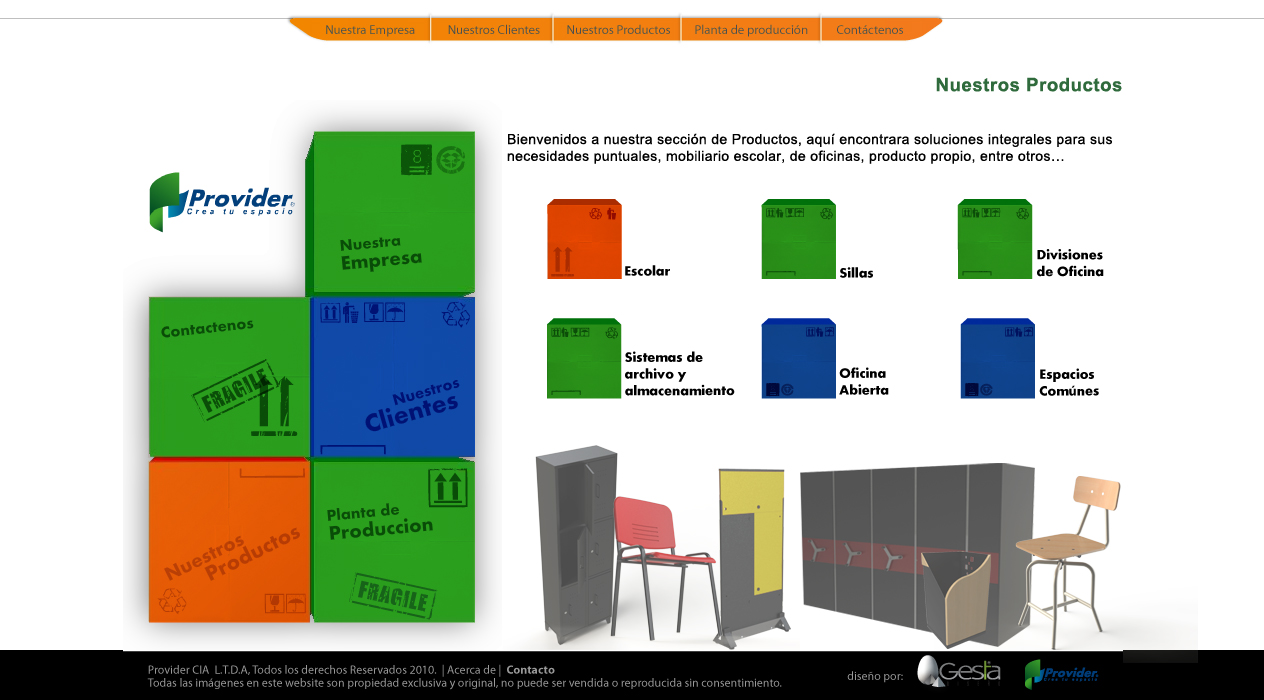 Nuestra Empresa
Nuestros Clientes
Nuestros Productos
Planta de producción
Contáctenos
Nuestros Productos
Bienvenidos a nuestra sección de Productos, aquí encontrara soluciones integrales para sus
necesidades puntuales, mobiliario escolar, de oficinas, producto propio, entre otros…
Provider
Crea tu espacio
8
Nuestra
Empresa
Contactenos
FRAGILE
Nuestros
Clientes
Nuestros
Productos
Planta de
Produccion
FRAGILE
Escolar
Sillas
Divisiones
de Oficina
Sistemas de
archivo y
almacenamiento
Oficina
Abierta
Espacios
Comúnes
Provider CIA L.T.D.A, Todos los derechos Reservados 2010. | Acerca de | Contacto
Todas las imágenes en este website son propiedad exclusiva y original, no puede ser vendida o reproducida sin consentimiento.
diseño por:
Gestia
Provider
Crea tu espacio